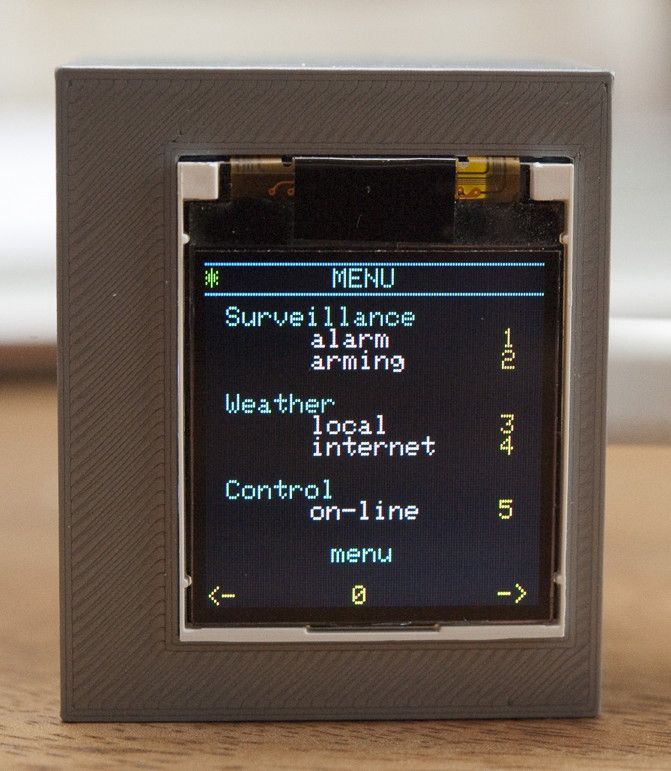 MENU
Surveillance
alarm 1
arming 2
Weather
local 3
internet 4
Control
on-line 5
menu
<- 0 ->